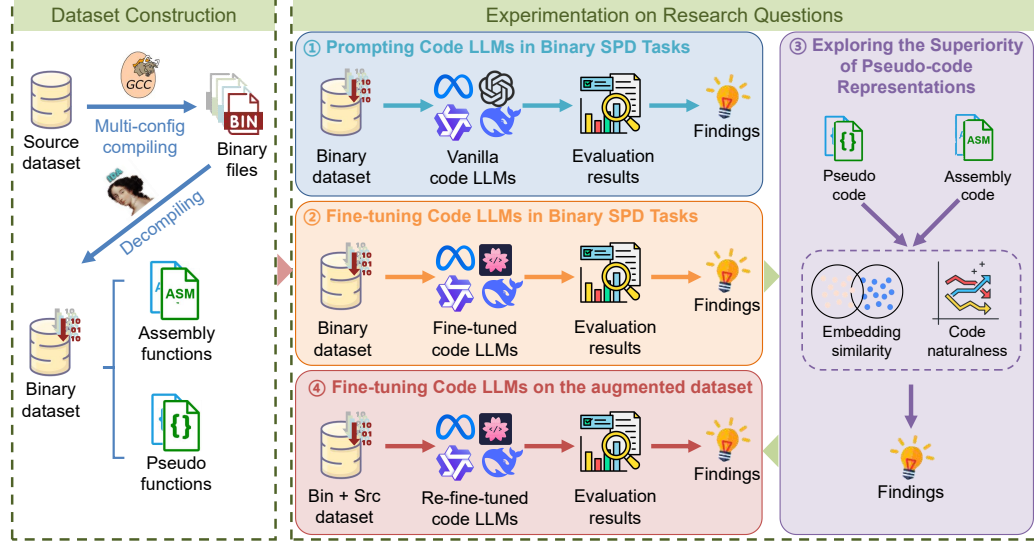 Dataset Construction
Source
dataset
GCC
Multi-config
compiling
BIN
Binary
files
Decompiling
Binary
dataset
ASM
Assembly
functions
{}
Pseudo
functions
Experimentation on Research Questions
① Prompting Code LLMs in Binary SPD Tasks
Binary
dataset
Vanilla
code LLMs
Evaluation
results
Findings
② Fine-tuning Code LLMs in Binary SPD Tasks
Binary
dataset
Fine-tuned
code LLMs
Evaluation
results
Findings
④ Fine-tuning Code LLMs on the augmented dataset
Bin + Src
dataset
Re-fine-tuned
code LLMs
Evaluation
results
Findings
③ Exploring the Superiority
of Pseudo-code
Representations
{}
Pseudo
code
ASM
Assembly
code
Embedding
similarity
Code
naturalness
Findings